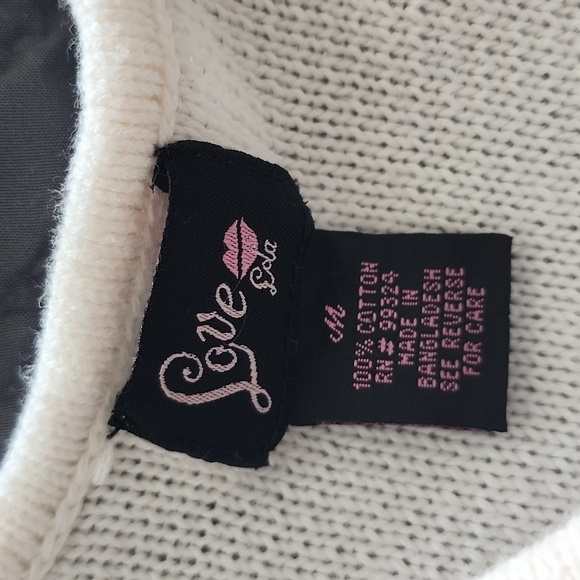 Love
Lola
M
100% COTTON
RN # 99324
MADE IN
BANGLADESH
SEE REVERSE
FOR CARE